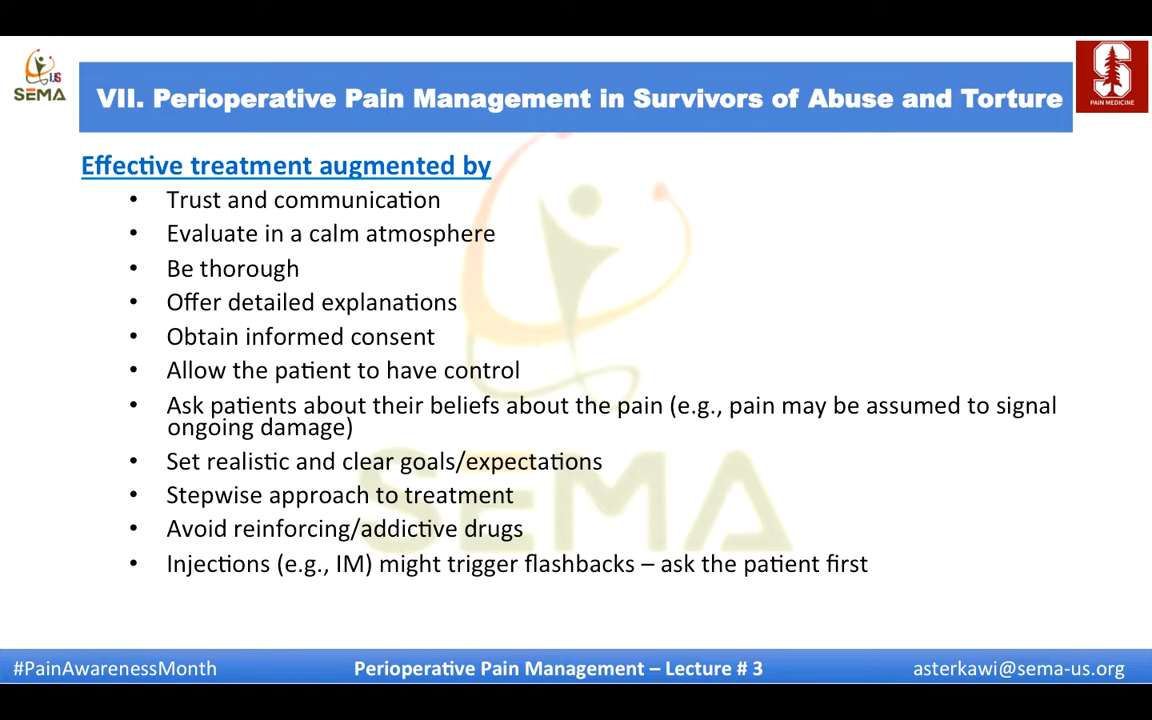 US
SEMA
VII. Perioperative Pain Management in Survivors of Abuse and Torture
S
PAIN MEDICINE
Effective treatment augmented by
• Trust and communication
• Evaluate in a calm atmosphere
• Be thorough
• Offer detailed explanations
• Obtain informed consent
• Allow the patient to have control
• Ask patients about their beliefs about the pain (e.g., pain may be assumed to signal
ongoing damage)
• Set realistic and clear goals/expectations
• Stepwise approach to treatment
• Avoid reinforcing/addictive drugs
• Injections (e.g., IM) might trigger flashbacks – ask the patient first
SEMA
#PainAwarenessMonth
Perioperative Pain Management – Lecture # 3
asterkawi@sema-us.org